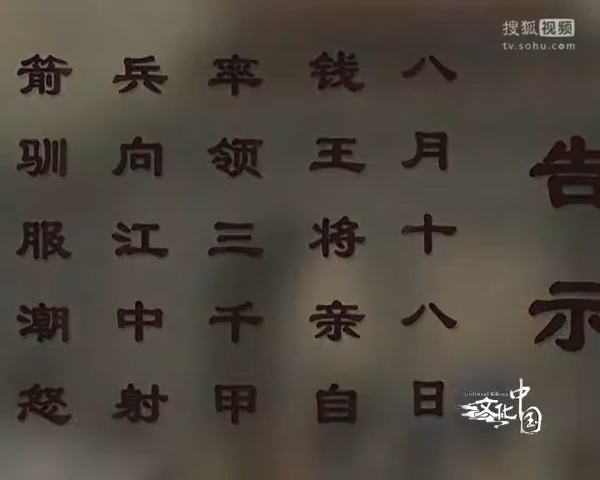 搜狐视频
tv.sohu.com
告示
八月十八日
钱王将亲自
率领三千甲
兵向江中射
箭驯服潮怒
Cultural China
文化中国